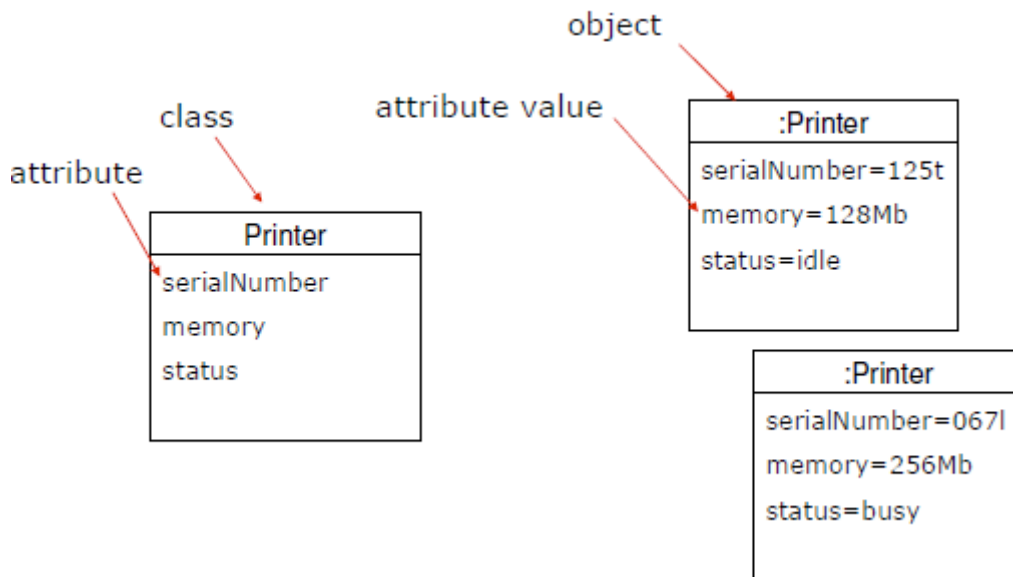 object
attribute value
class
attribute
Printer
serialNumber
memory
status
:Printer
serialNumber=125t
memory=128Mb
status=idle
:Printer
serialNumber=067l
memory=256Mb
status=busy